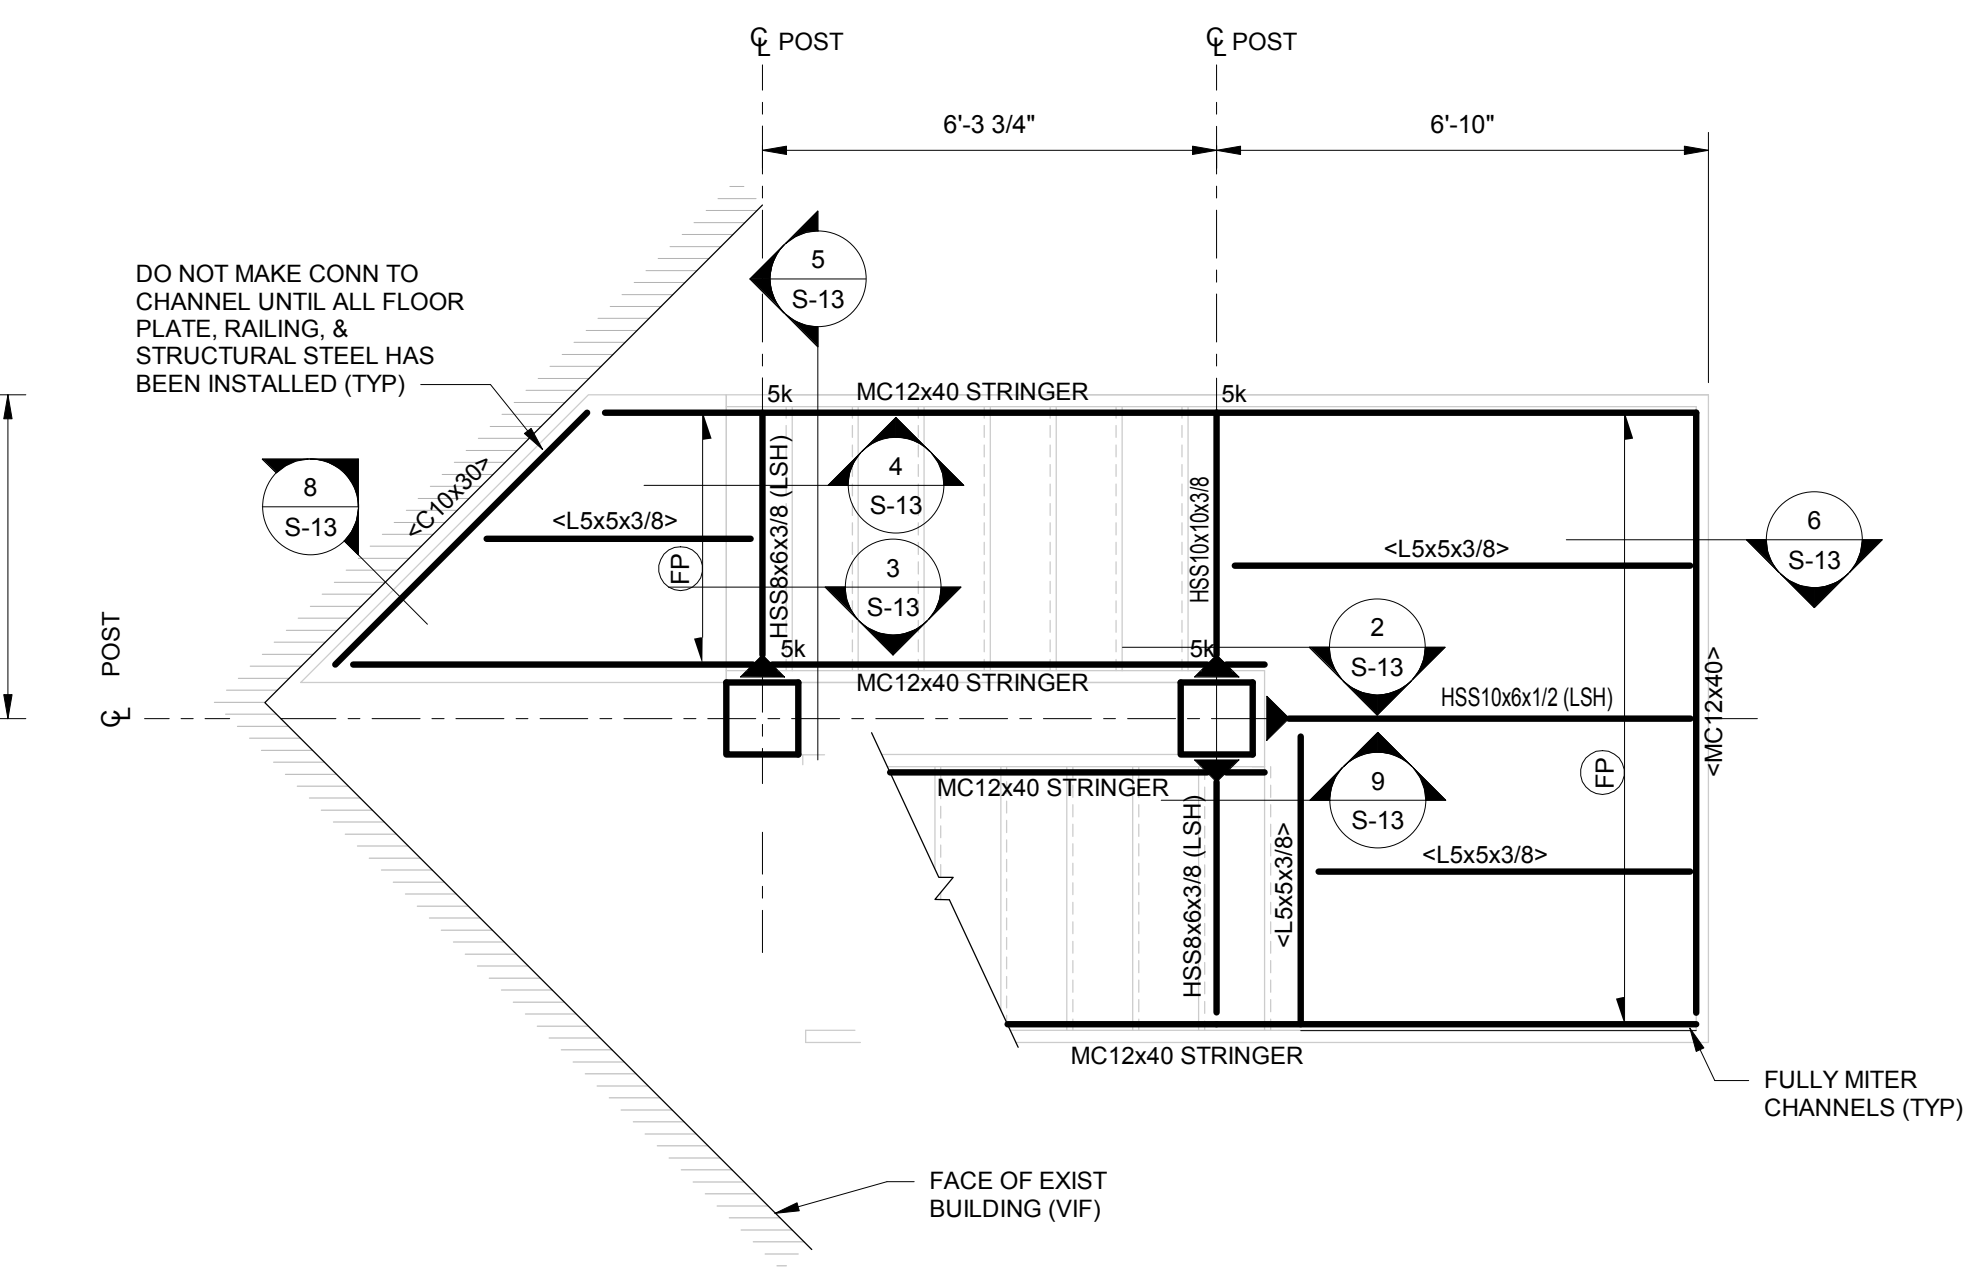 ℄ POST
℄ POST
6'-3 3/4"
6'-10"
5
S-13
DO NOT MAKE CONN TO
CHANNEL UNTIL ALL FLOOR
PLATE, RAILING, &
STRUCTURAL STEEL HAS
BEEN INSTALLED (TYP)
5k
MC12x40 STRINGER
5k
8
S-13
<C10x30>
<L5x5x3/8>
FP
HSS8x6x3/8 (LSH)
4
S-13
3
S-13
HSS10x10x3/8
<L5x5x3/8>
6
S-13
2
S-13
5k
MC12x40 STRINGER
5k
HSS10x6x1/2 (LSH)
<MC12x40>
℄ POST
MC12x40 STRINGER
HSS8x6x3/8 (LSH)
<L5x5x3/8>
9
S-13
FP
<L5x5x3/8>
MC12x40 STRINGER
FULLY MITER
CHANNELS (TYP)
FACE OF EXIST
BUILDING (VIF)